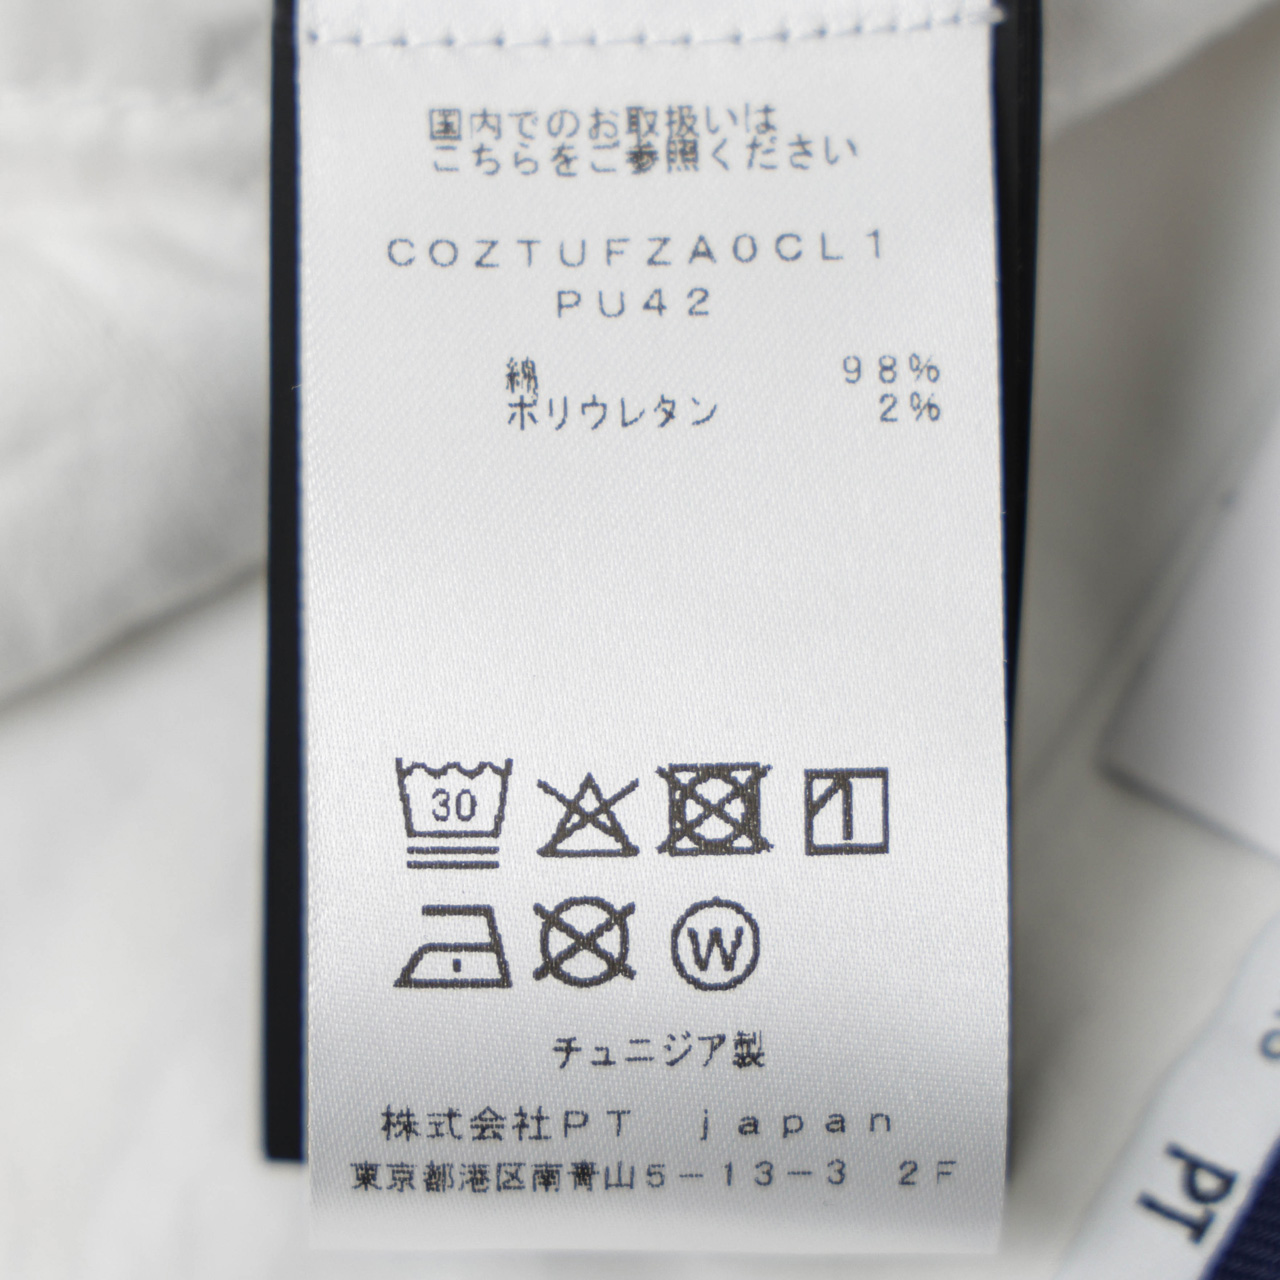 国内でのお取扱いは
こちらをご参照ください
COZTUFZA0CL1
PU42
綿 98%
ポリウレタン 2%
30
W
チュニジア製
株式会社PT japan
東京都港区南青山5-13-3 2F
PT